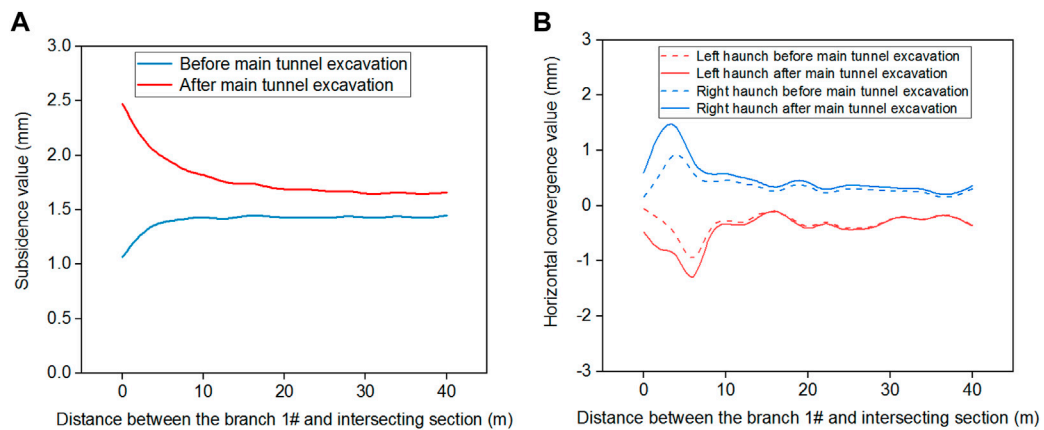 A
3.0
2.5
2.0
1.5
1.0
0.5
0.0
Subsidence value (mm)
Before main tunnel excavation
After main tunnel excavation
0 10 20 30 40
Distance between the branch 1# and intersecting section (m)
B
3
2
1
0
-1
-2
-3
Horizontal convergence value (mm)
Left haunch before main tunnel excavation
Left haunch after main tunnel excavation
Right haunch before main tunnel excavation
Right haunch after main tunnel excavation
0 10 20 30 40
Distance between the branch 1# and intersecting section (m)